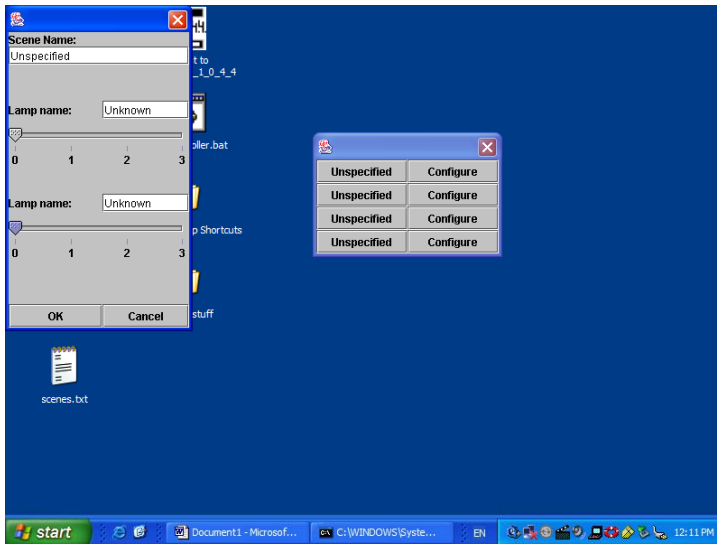 Scene Name:
Unspecified
Lamp name: Unknown
0 1 2 3
Lamp name: Unknown
0 1 2 3
OK Cancel
t to
_1_0_4_4
oller.bat
p Shortcuts
stuff
scenes.txt
Unspecified Configure
Unspecified Configure
Unspecified Configure
Unspecified Configure
start Document1 - Microsof... C:\WINDOWS\Syste... EN 12:11 PM